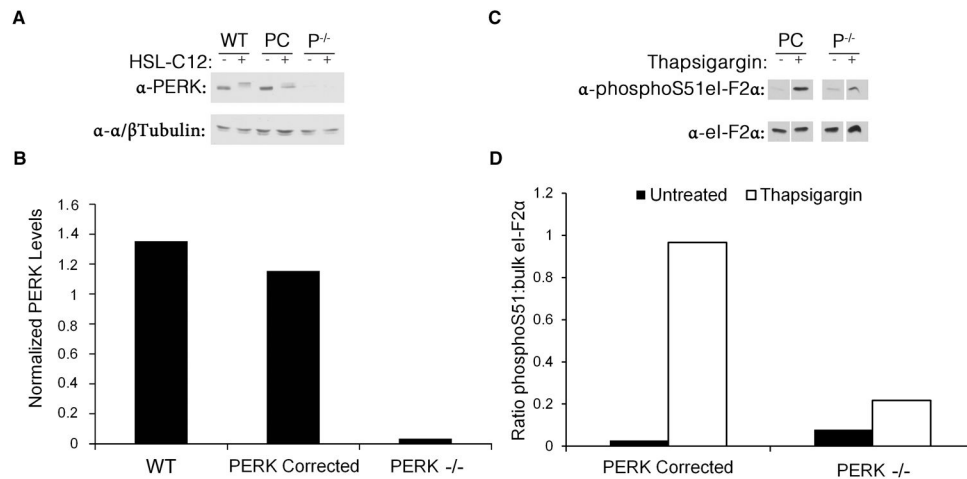 A
WT PC P-/-
HSL-C12: - + - + - +
α-PERK:
α-α/βTubulin:
B
Normalized PERK Levels
1.6
1.4
1.2
1
0.8
0.6
0.4
0.2
0
WT PERK Corrected PERK -/-
C
PC P-/-
Thapsigargin: - + - +
α-phosphoS51eI-F2α:
α-eI-F2α:
D
Ratio phosphoS51:bulk eI-F2α
Untreated Thapsigargin
1.2
1
0.8
0.6
0.4
0.2
0
PERK Corrected PERK -/-